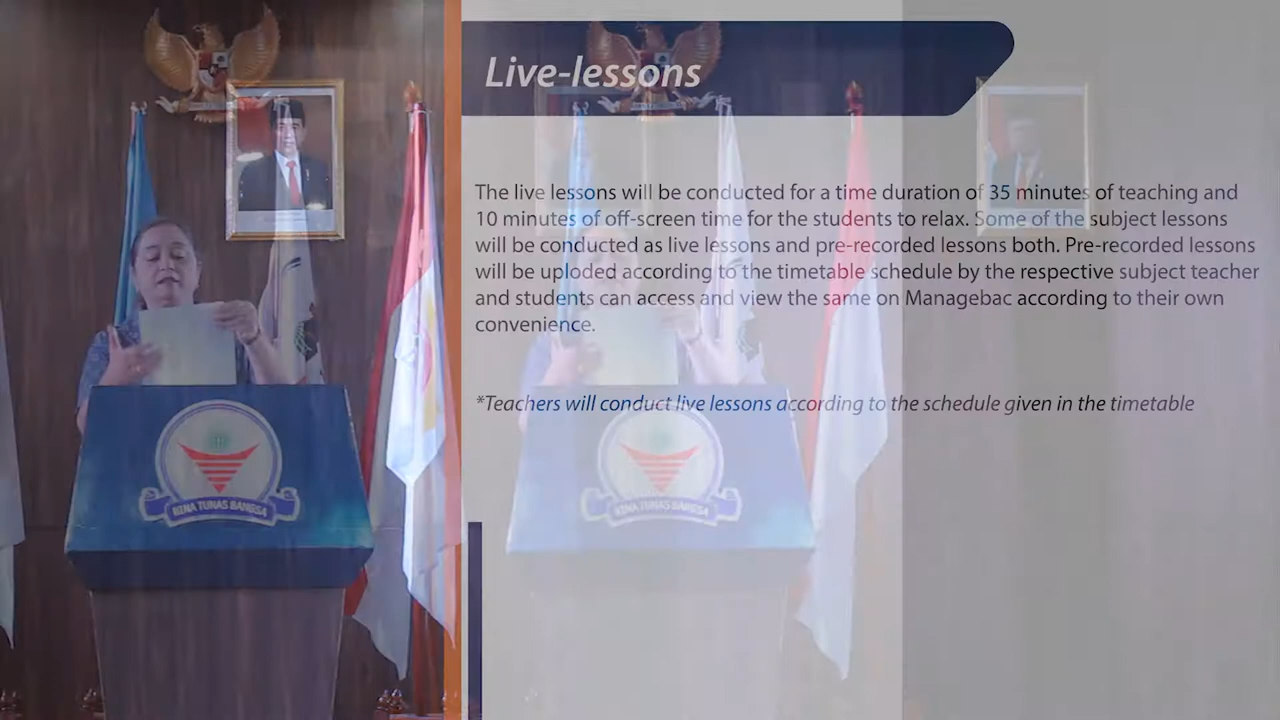 Live-lessons
The live lessons will be conducted for a time duration of 35 minutes of teaching and
10 minutes of off-screen time for the students to relax. Some of the subject lessons
will be conducted as live lessons and pre-recorded lessons both. Pre-recorded lessons
will be uploded according to the timetable schedule by the respective subject teacher
and students can access and view the same on Managebac according to their own
convenience.
*Teachers will conduct live lessons according to the schedule given in the timetable
BINA TUNAS BANGSA
BINA TUNAS BANGSA